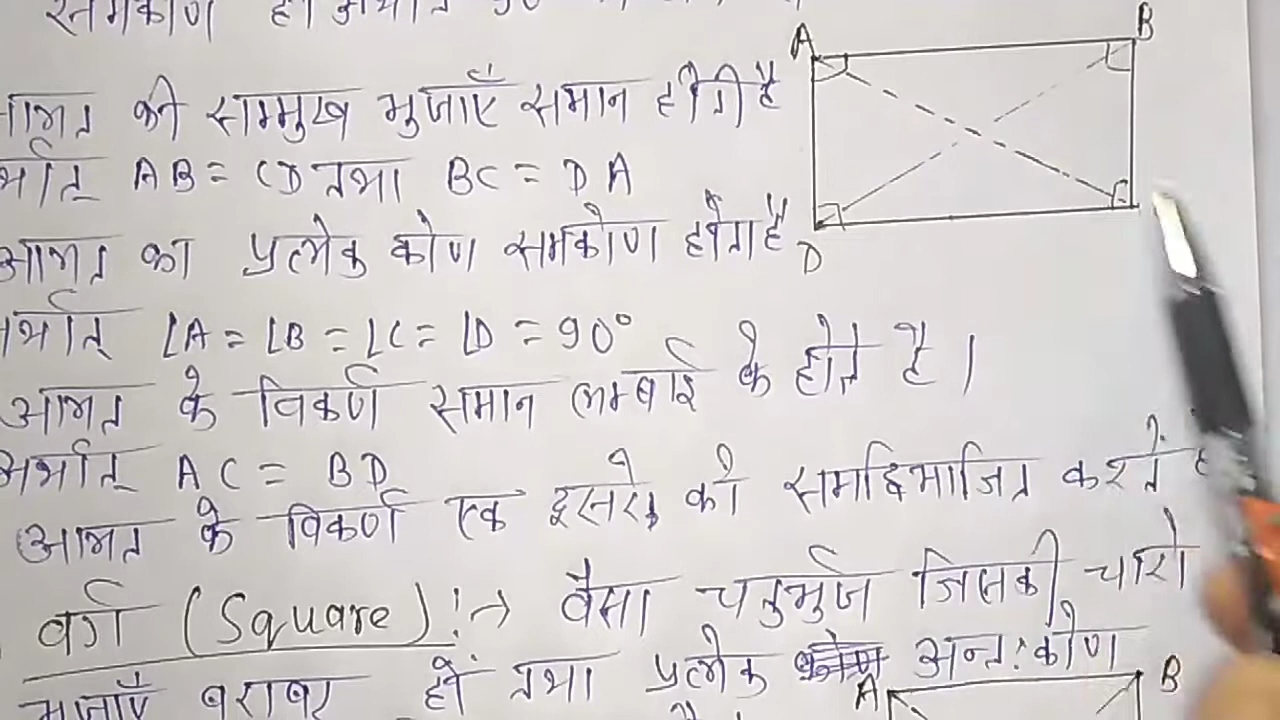 समकोण हो अर्थात 90
A B
आयत की सम्मुख भुजाएँ समान होती है
अर्थात् AB = CD तथा BC = DA
आयत का प्रत्येक कोण समकोण होता है
D
अर्थात् ∠A = ∠B = ∠C = ∠D = 90°
आयत के विकर्ण समान लम्बाई के होते है।
अर्थात् AC = BD
आयत के विकर्ण एक दूसरे को समद्विभाजित करते
वर्ग (Square) :→ वैसा चतुर्भुज जिसकी चारो
भुजाएँ बराबर हों तथा प्रत्येक अन्तः कोण
A B